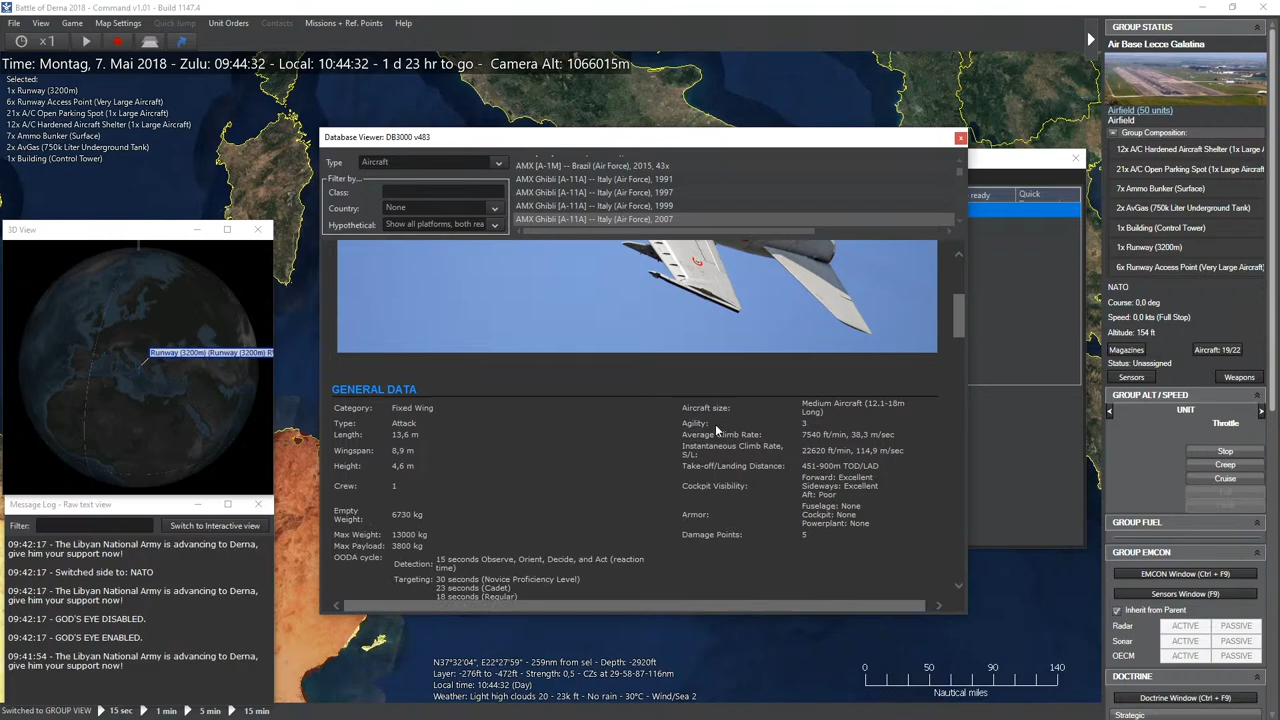 Battle of Derna 2018 - Command v1.01 - Build 1147.4
File View Game Map Settings Quick Jump Unit Orders Contacts Missions + Ref. Points Help
x1
Time: Montag, 7. Mai 2018 - Zulu: 09:44:32 - Local: 10:44:32 - 1 d 23 hr to go - Camera Alt: 1066015m
Selected:
1x Runway (3200m)
6x Runway Access Point (Very Large Aircraft)
21x A/C Open Parking Spot (1x Large Aircraft)
12x A/C Hardened Aircraft Shelter (1x Large Aircraft)
7x Ammo Bunker (Surface)
2x AvGas (750k Liter Underground Tank)
1x Building (Control Tower)
3D View
Runway (3200m) (Runway (3200m) R
Message Log - Raw text view
Filter:
Switch to Interactive view
09:42:17 - The Libyan National Army is advancing to Derna,
give him your support now!
09:42:17 - Switched side to: NATO
09:42:17 - The Libyan National Army is advancing to Derna,
give him your support now!
09:42:17 - GOD'S EYE DISABLED.
09:42:17 - GOD'S EYE ENABLED.
09:41:54 - The Libyan National Army is advancing to Derna,
give him your support now!
Switched to GROUP VIEW 15 sec 1 min 5 min 15 min
Database Viewer: DB3000 v483
Type Aircraft
Filter by...
Class:
Country: None
Hypothetical: Show all platforms, both rea
AMX [A-1M] -- Brazil (Air Force), 2015, 43x
AMX Ghibli [A-11A] -- Italy (Air Force), 1991
AMX Ghibli [A-11A] -- Italy (Air Force), 1997
AMX Ghibli [A-11A] -- Italy (Air Force), 1999
AMX Ghibli [A-11A] -- Italy (Air Force), 2007
ready Quick
GENERAL DATA
Category: Fixed Wing
Type: Attack
Length: 13,6 m
Wingspan: 8,9 m
Height: 4,6 m
Crew: 1
Empty
Weight: 6730 kg
Max Weight: 13000 kg
Max Payload: 3800 kg
OODA cycle:
Detection: 15 seconds Observe, Orient, Decide, and Act (reaction
time)
Targeting: 30 seconds (Novice Proficiency Level)
23 seconds (Cadet)
18 seconds (Regular)
Aircraft size: Medium Aircraft (12.1-18m
Long)
Agility: 3
Average Climb Rate: 7540 ft/min, 38,3 m/sec
Instantaneous Climb Rate,
S/L: 22620 ft/min, 114,9 m/sec
Take-off/Landing Distance: 451-900m TOD/LAD
Cockpit Visibility: Forward: Excellent
Sideways: Excellent
Aft: Poor
Armor: Fuselage: None
Cockpit: None
Powerplant: None
Damage Points: 5
N37°32'04", E22°27'59" - 259nm from sel - Depth: -2920ft
Layer: -276ft to -472ft - Strength: 0,5 - CZs at 29-58-87-116nm
Local time: 10:44:32 (Day)
Weather: Light high clouds 20 - 23k ft - No rain - 30°C - Wind/Sea 2
0 50 90 140
Nautical miles
GROUP STATUS
Air Base Lecce Galatina
Airfield (50 units)
Airfield
Group Composition:
12x A/C Hardened Aircraft Shelter (1x Large
21x A/C Open Parking Spot (1x Large Aircraf
7x Ammo Bunker (Surface)
2x AvGas (750k Liter Underground Tank)
1x Building (Control Tower)
1x Runway (3200m)
6x Runway Access Point (Very Large Aircraft)
NATO
Course: 0,0 deg
Speed: 0,0 kts (Full Stop)
Altitude: 154 ft
Magazines Aircraft: 19/22
Status: Unassigned
Sensors Weapons
GROUP ALT / SPEED
UNIT
Throttle
Stop
Creep
Cruise
GROUP FUEL
GROUP EMCON
EMCON Window (Ctrl + F9)
Sensors Window (F9)
Inherit from Parent
Radar ACTIVE PASSIVE
Sonar ACTIVE PASSIVE
OECM ACTIVE PASSIVE
DOCTRINE
Doctrine Window (Ctrl+F9)
Strategic